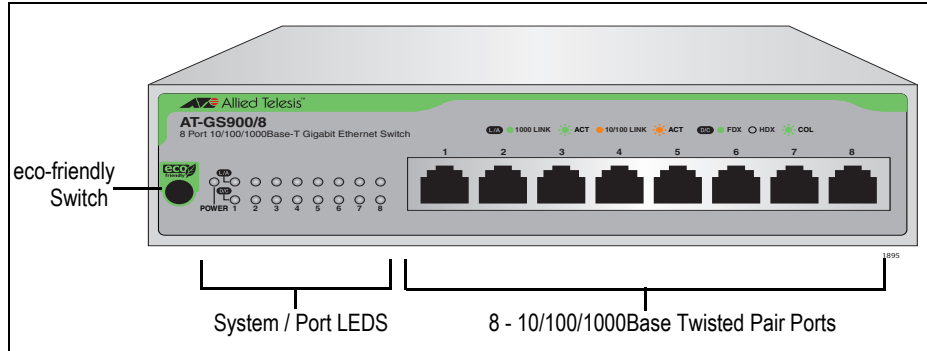 Allied Telesis™
AT-GS900/8
8 Port 10/100/1000Base-T Gigabit Ethernet Switch
L/A 1000 LINK ACT 10/100 LINK ACT D/C FDX HDX COL
1 2 3 4 5 6 7 8
eco-friendly
Switch
eco
friendly
L/A
D/C
POWER 1 2 3 4 5 6 7 8
1895
System / Port LEDS
8 - 10/100/1000Base Twisted Pair Ports